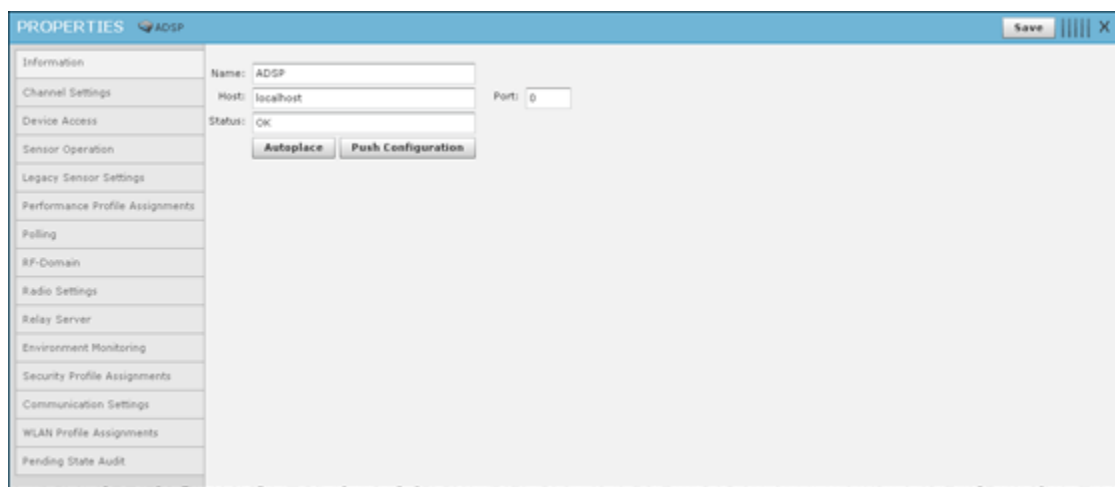 PROPERTIES ADSP Save X
Information
Channel Settings
Device Access
Sensor Operation
Legacy Sensor Settings
Performance Profile Assignments
Polling
RF-Domain
Radio Settings
Relay Server
Environment Monitoring
Security Profile Assignments
Communication Settings
WLAN Profile Assignments
Pending State Audit
Name: ADSP
Host: localhost Port: 0
Status: OK
Autoplace Push Configuration